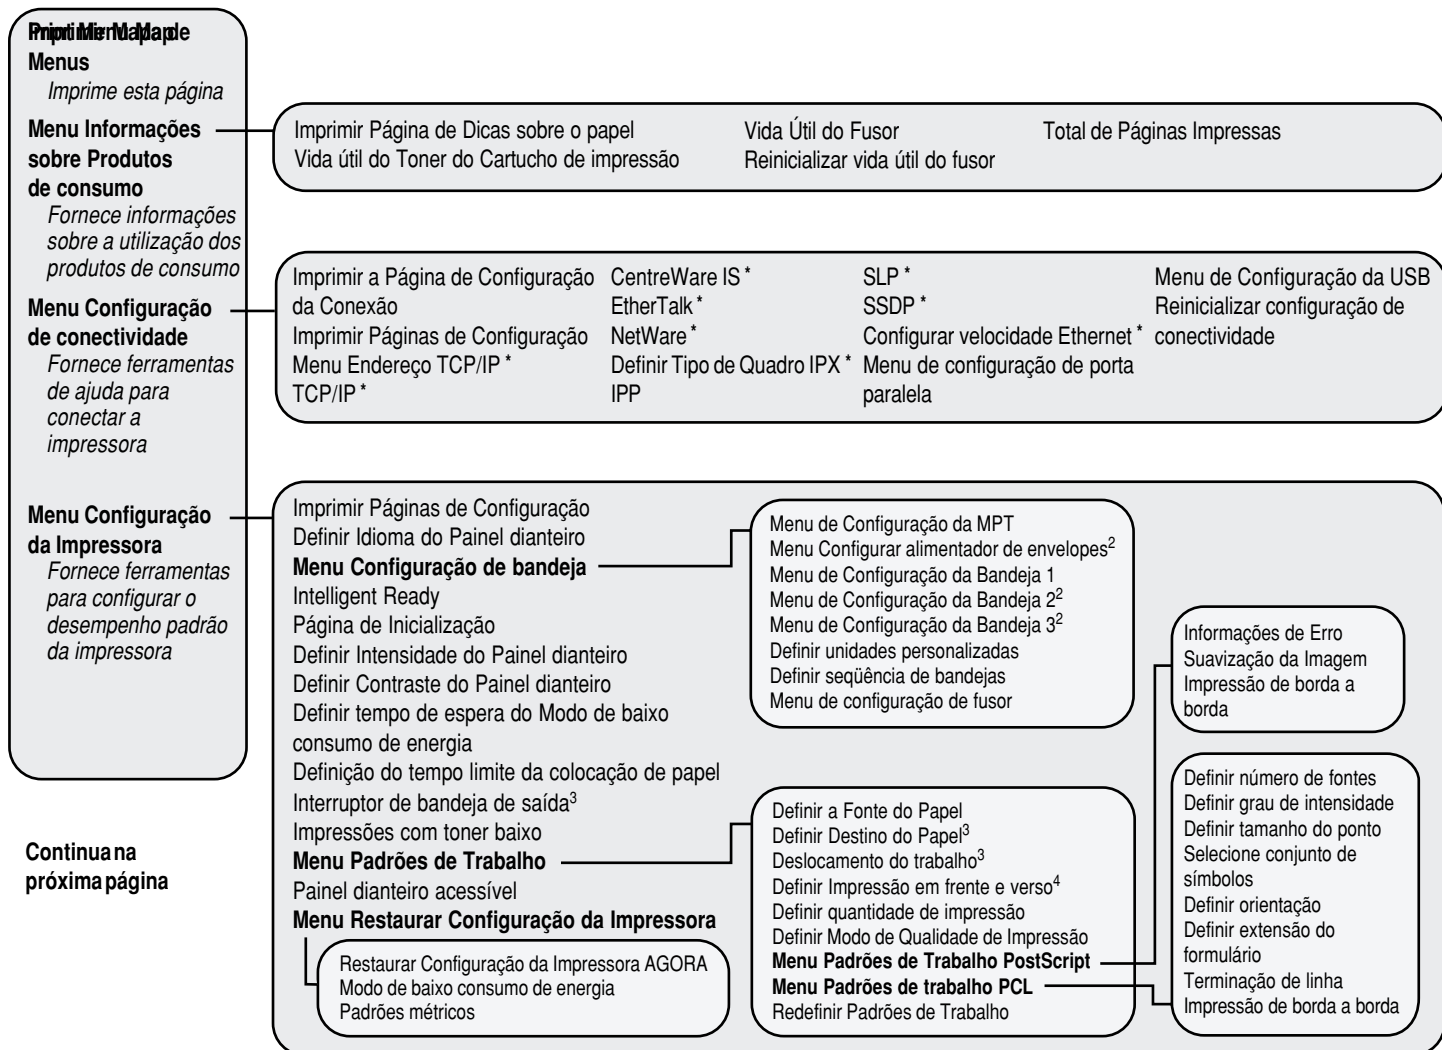 Menus
Imprime esta página
Menu Informações
sobre Produtos
de consumo
Fornece informações
sobre a utilização dos
produtos de consumo
Menu Configuração
de conectividade
Fornece ferramentas
de ajuda para
conectar a
impressora
Menu Configuração
da Impressora
Fornece ferramentas
para configurar o
desempenho padrão
da impressora
Continua na
próxima página
Imprimir Página de Dicas sobre o papel
Vida útil do Toner do Cartucho de impressão
Vida Útil do Fusor
Reinicializar vida útil do fusor
Total de Páginas Impressas
Imprimir a Página de Configuração
da Conexão
Imprimir Páginas de Configuração
Menu Endereço TCP/IP *
TCP/IP *
CentreWare IS *
EtherTalk *
NetWare *
Definir Tipo de Quadro IPX *
IPP
SLP *
SSDP *
Configurar velocidade Ethernet *
Menu de configuração de porta
paralela
Menu de Configuração da USB
Reinicializar configuração de
conectividade
Imprimir Páginas de Configuração
Definir Idioma do Painel dianteiro
Menu Configuração de bandeja
Intelligent Ready
Página de Inicialização
Definir Intensidade do Painel dianteiro
Definir Contraste do Painel dianteiro
Definir tempo de espera do Modo de baixo
consumo de energia
Definição do tempo limite da colocação de papel
Interruptor de bandeja de saída3
Impressões com toner baixo
Menu Padrões de Trabalho
Painel dianteiro acessível
Menu Restaurar Configuração da Impressora
Restaurar Configuração da Impressora AGORA
Modo de baixo consumo de energia
Padrões métricos
Menu de Configuração da MPT
Menu Configurar alimentador de envelopes2
Menu de Configuração da Bandeja 1
Menu de Configuração da Bandeja 22
Menu de Configuração da Bandeja 32
Definir unidades personalizadas
Definir seqüência de bandejas
Menu de configuração de fusor
Definir a Fonte do Papel
Definir Destino do Papel3
Deslocamento do trabalho3
Definir Impressão em frente e verso4
Definir quantidade de impressão
Definir Modo de Qualidade de Impressão
Menu Padrões de Trabalho PostScript
Menu Padrões de trabalho PCL
Redefinir Padrões de Trabalho
Informações de Erro
Suavização da Imagem
Impressão de borda a
borda
Definir número de fontes
Definir grau de intensidade
Definir tamanho do ponto
Selecione conjunto de
símbolos
Definir orientação
Definir extensão do
formulário
Terminação de linha
Impressão de borda a borda